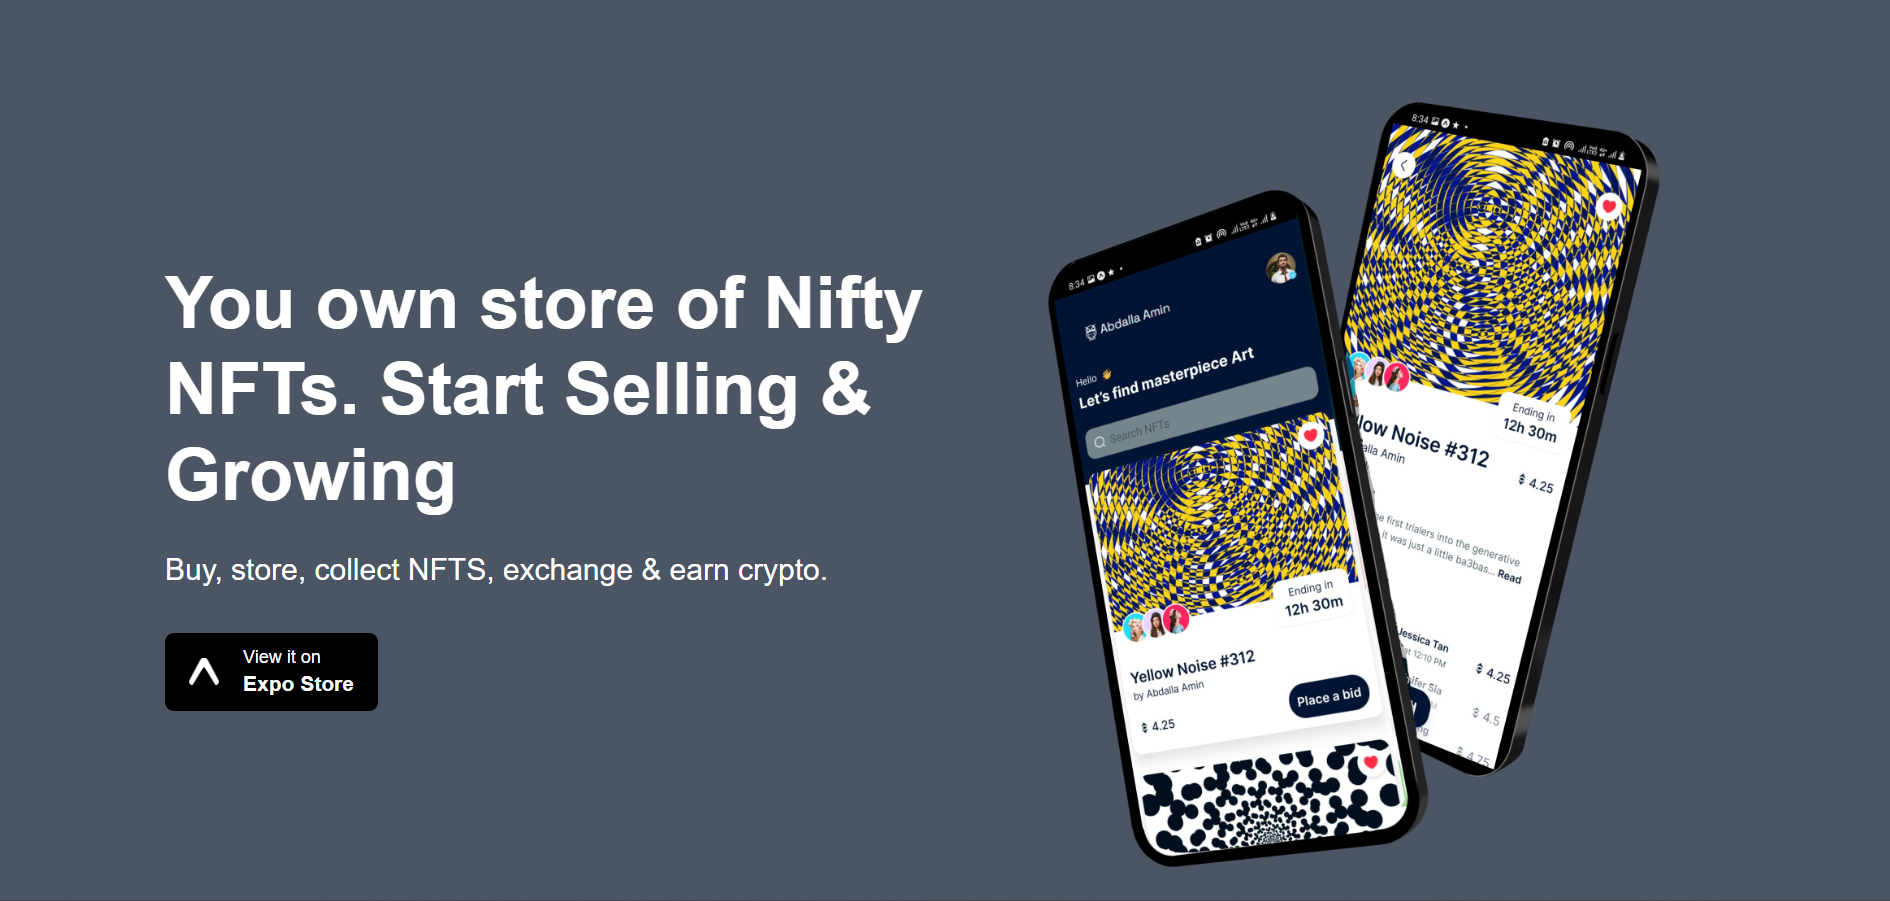 You own store of Nifty
NFTs. Start Selling &
Growing
Buy, store, collect NFTS, exchange & earn crypto.
View it on
Expo Store
8:34
Abdalla Amin
Hello 👋
Let's find masterpiece Art
Search NFTs
Ending in
12h 30m
Yellow Noise #312
by Abdalla Amin
4.25
Place a bid
8:34
Ending in
12h 30m
Noise #312
Amin
4.25
first trialers into the generative
it was just a little ba3bas... Read
Jessica Tan
12:10 PM
4.25
Sia
4.5
4.75